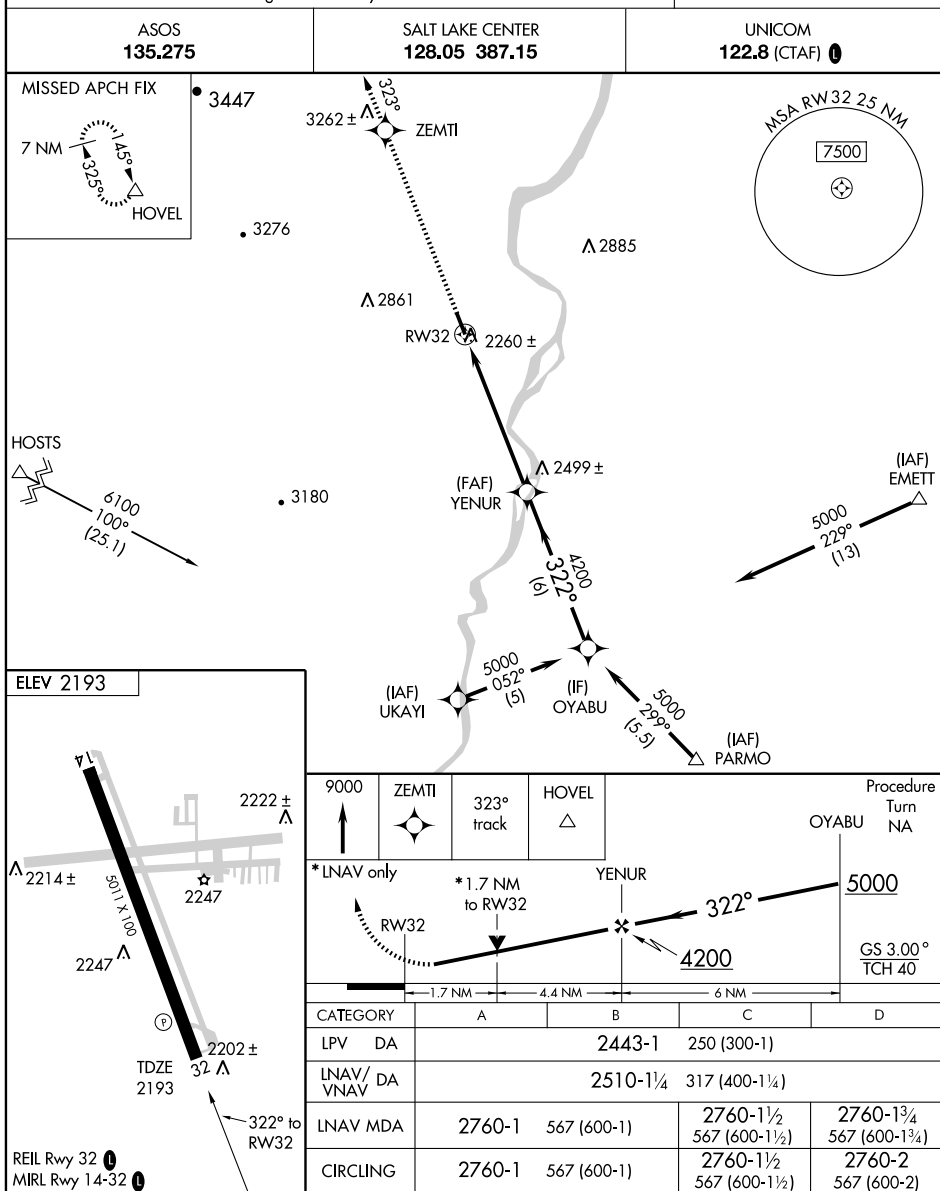 ASOS
135.275
SALT LAKE CENTER
128.05 387.15
UNICOM
122.8 (CTAF) L
MISSED APCH FIX
7 NM
145°
325°
HOVEL
3447
323°
3262 ±
ZEMTI
MSA RW32 25 NM
7500
3276
2885
2861
RW32
2260 ±
HOSTS
6100
100°
(25.1)
3180
(FAF)
YENUR
2499 ±
(IAF)
EMETT
5000
229°
(13)
4200
322°
(6)
5000
052°
(5)
(IAF)
UKAYI
(IF)
OYABU
5000
299°
(5.5)
(IAF)
PARMO
ELEV 2193
14
2222 ±
2214 ±
2247
5011 X 100
2247
P
2202 ±
32
TDZE
2193
322° to
RW32
REIL Rwy 32 L
MIRL Rwy 14-32 L
9000
ZEMTI
323°
track
HOVEL
Procedure
Turn
NA
OYABU
*LNAV only
*1.7 NM
to RW32
YENUR
RW32
322°
5000
4200
GS 3.00°
TCH 40
1.7 NM
4.4 NM
6 NM
CATEGORY A B C D
LPV DA 2443-1 250 (300-1)
LNAV/
VNAV DA 2510-1¼ 317 (400-1¼)
LNAV MDA 2760-1 567 (600-1) 2760-1½ 2760-1¾
567 (600-1½) 567 (600-1¾)
CIRCLING 2760-1 567 (600-1) 2760-1½ 2760-2
567 (600-1½) 567 (600-2)